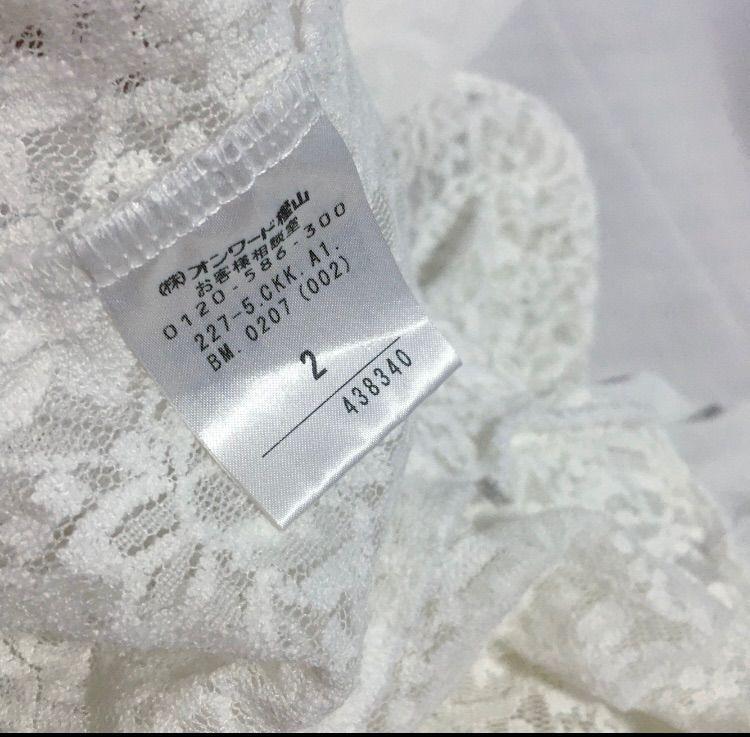 (株)オンワード樫山
お客様相談室
0120-586-300
227-5.CKK.A1.
BM.0207(002)
2
438340